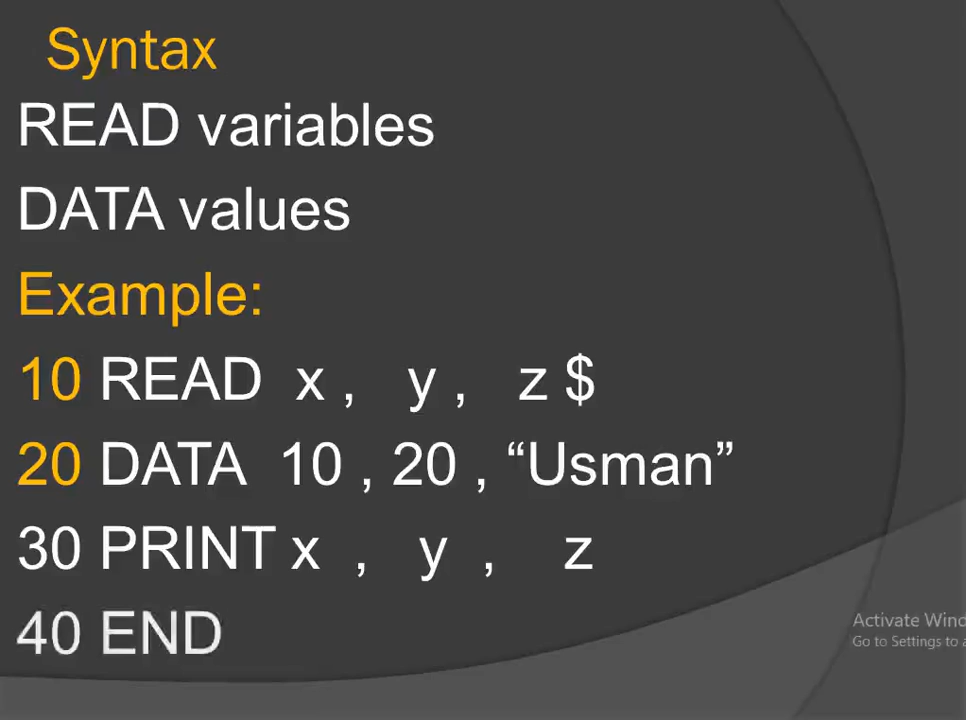 Syntax
READ variables
DATA values
Example:
10 READ x , y , z $
20 DATA 10 , 20 , “Usman”
30 PRINT x , y , z
40 END
Activate Wind
Go to Settings to a